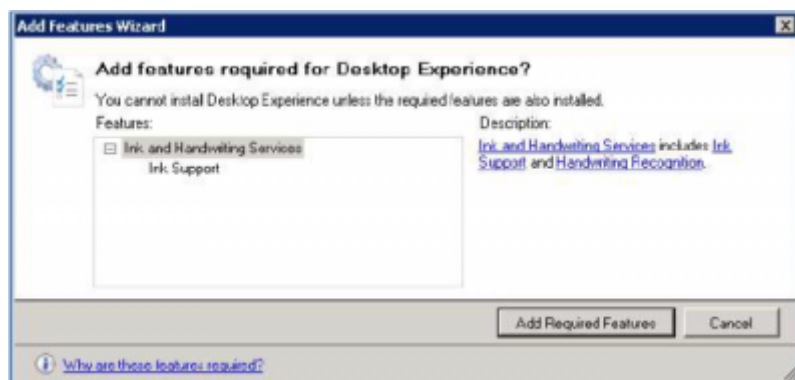 Add Features Wizard
Add features required for Desktop Experience?
You cannot install Desktop Experience unless the required features are also installed.
Features:
Ink and Handwriting Services
Ink Support
Description:
Ink and Handwriting Services includes Ink
Support and Handwriting Recognition.
Add Required Features
Cancel
Why are these features required?